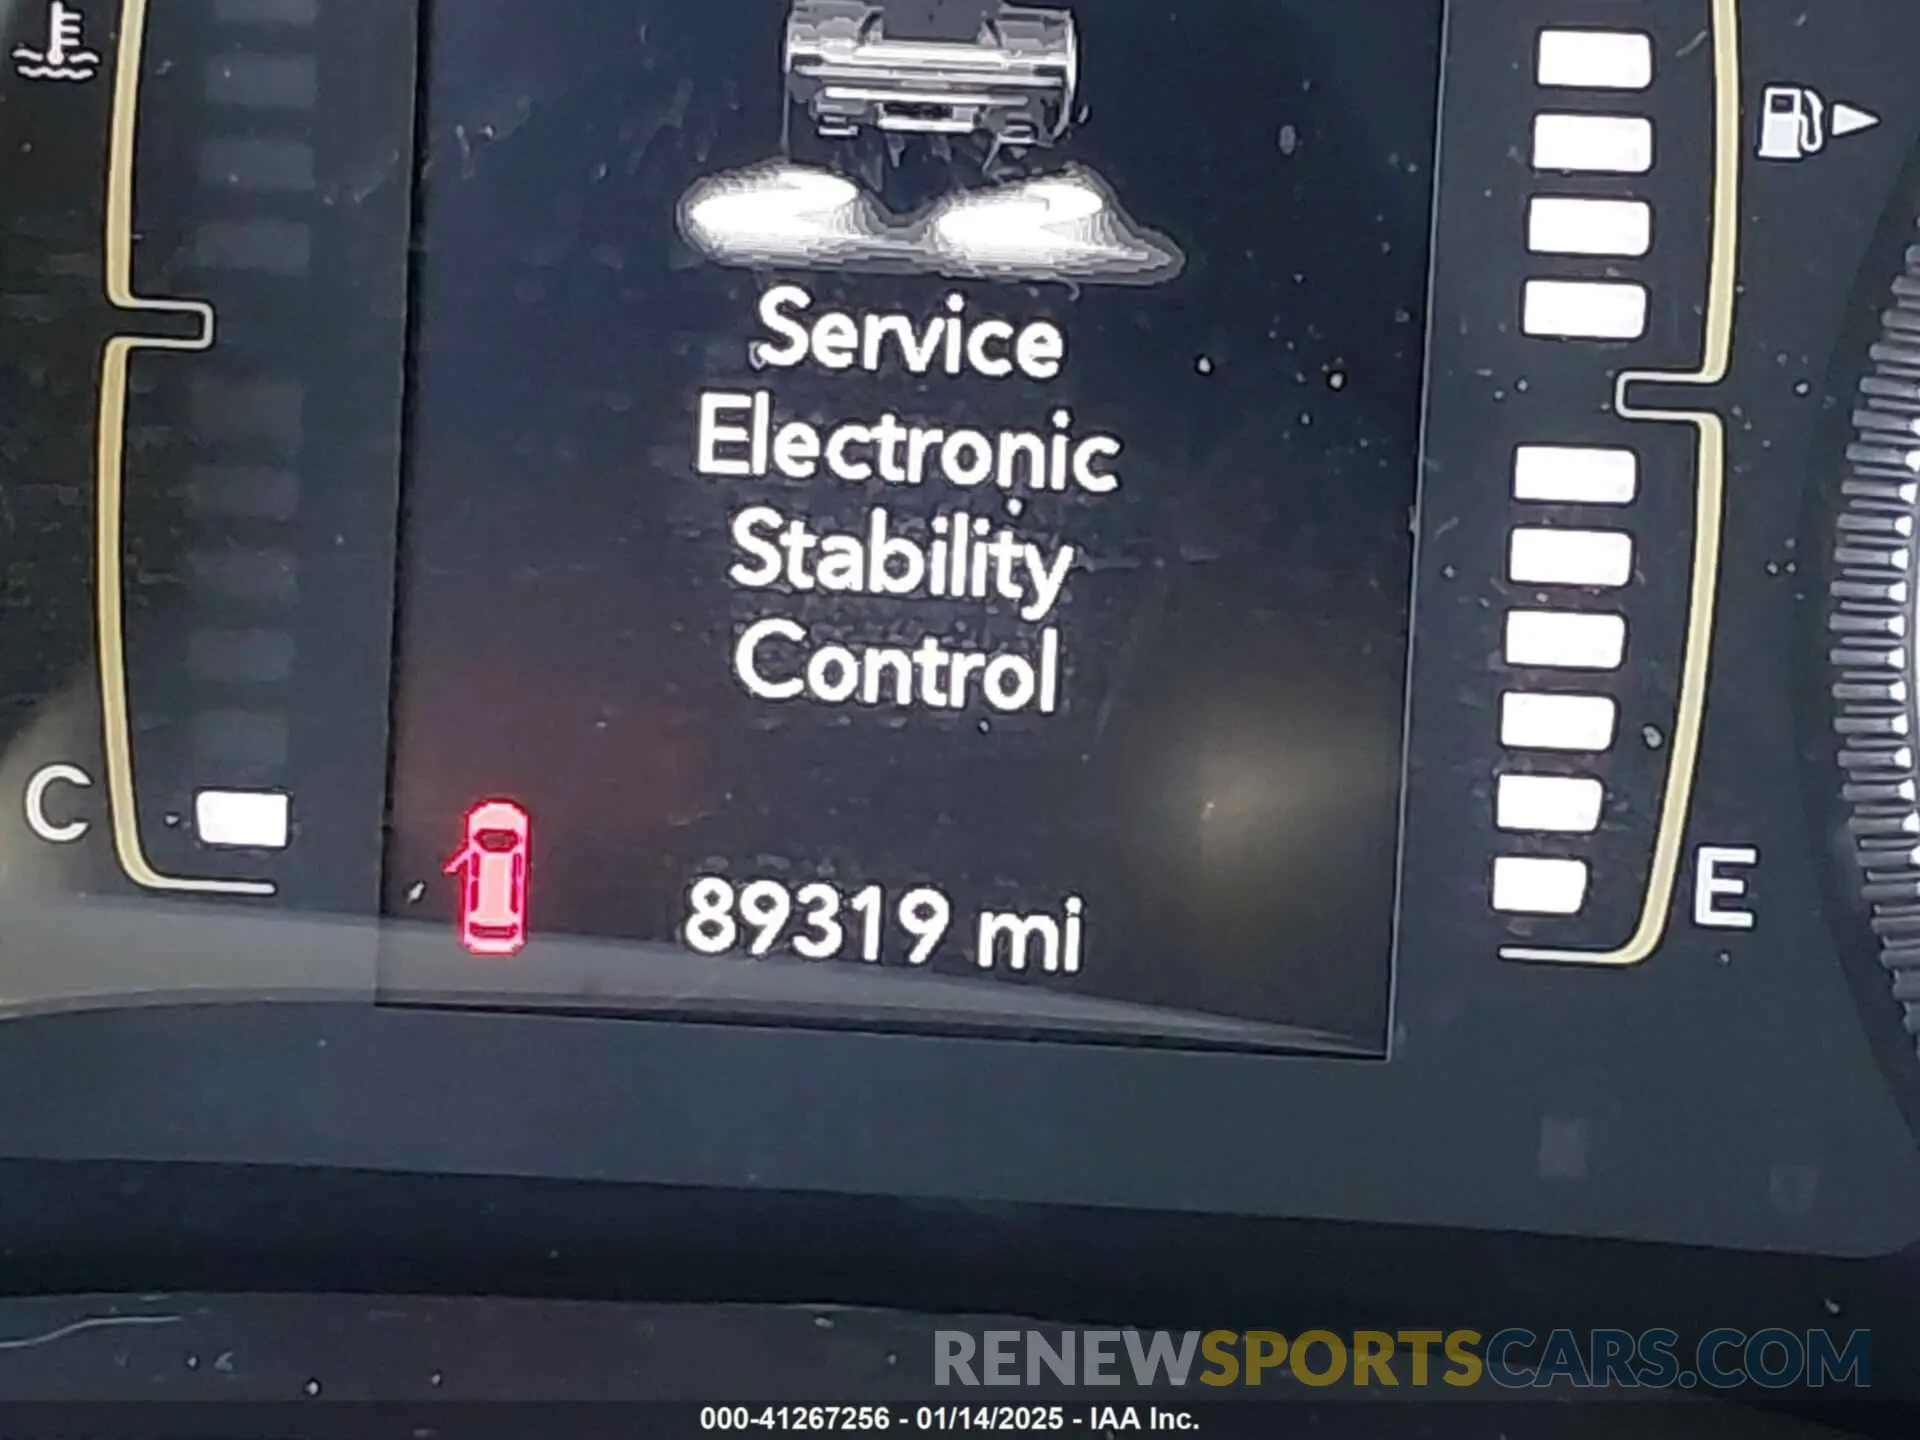 Service
Electronic
Stability
Control
C
E
89319 mi
RENEWSPORTSCARS.COM
000-41267256 - 01/14/2025 - IAA Inc.